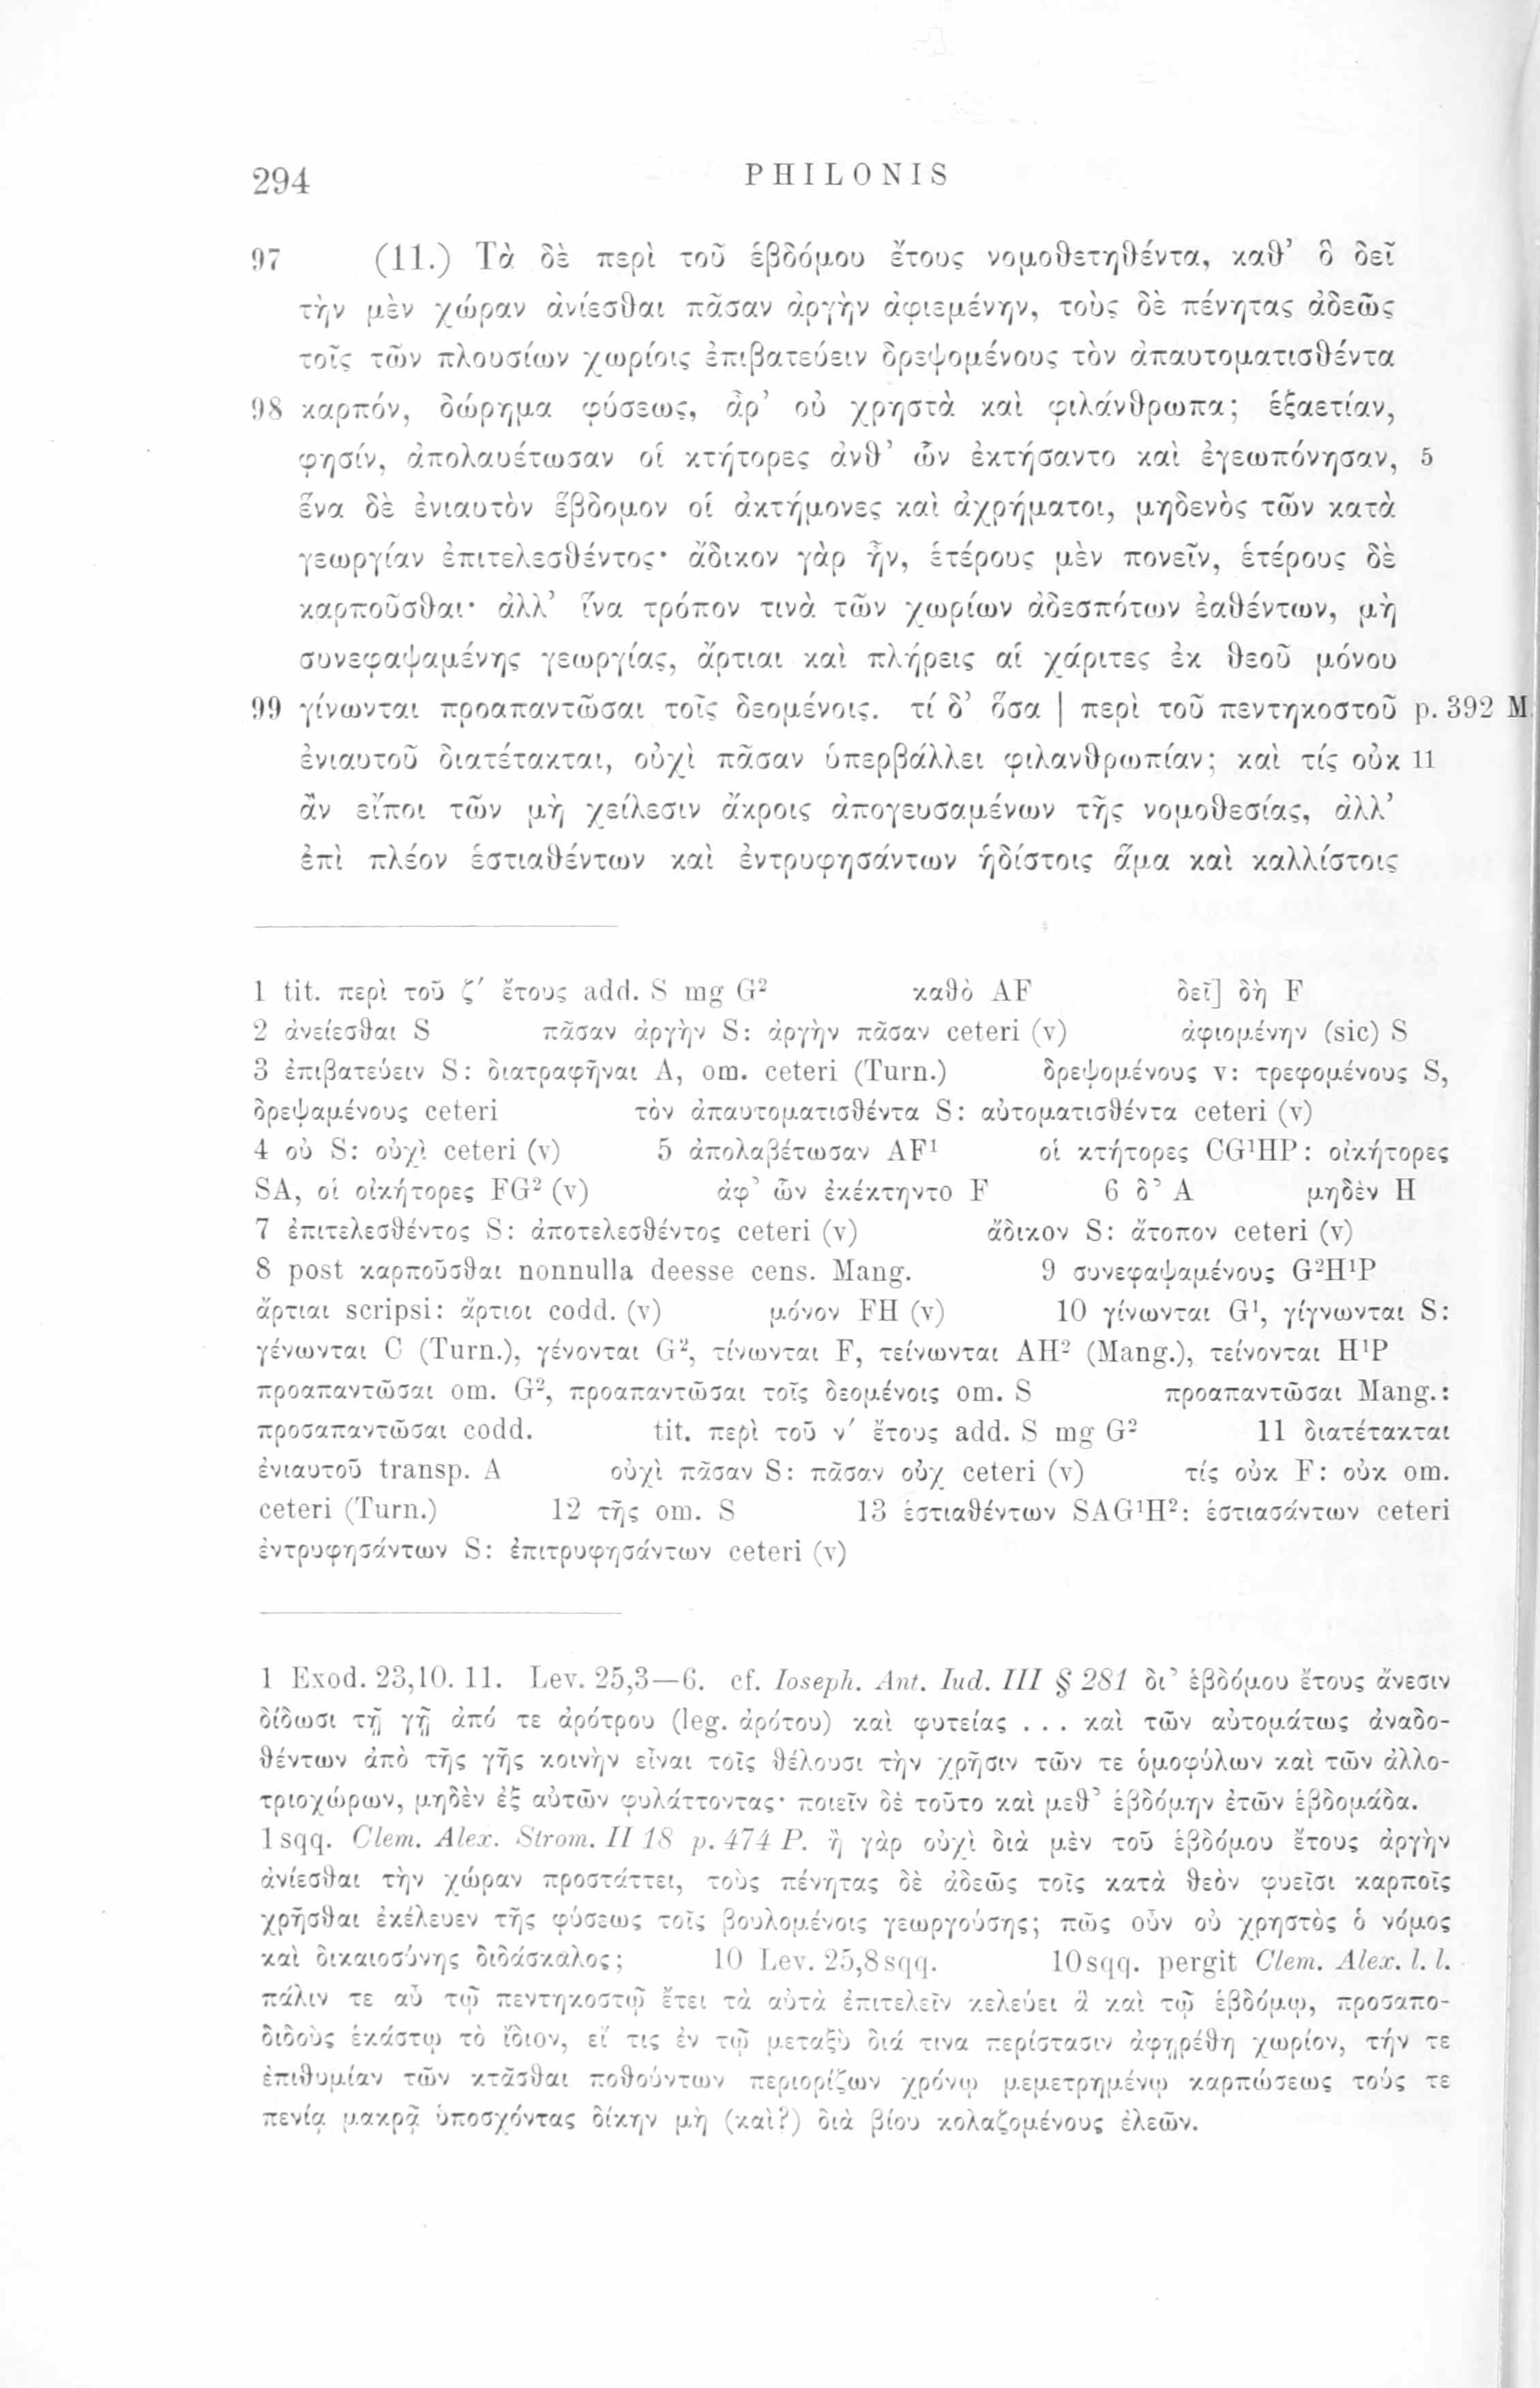 294 PHILONIS
97 (11.) Τὰ δὲ περὶ τοῦ ἑβδόμου ἔτους νομοθετηθέντα, καθ’ ὃ δεῖ
τὴν μὲν χώραν ἀνίεσθαι πᾶσαν ἀργὴν ἀφιεμένην, τοὺς δὲ πένητας ἀδεῶς
τοῖς τῶν πλουσίων χωρίοις ἐπιβατεύειν δρεψομένους τὸν ἀπαυτοματισθέντα
98 καρπόν, δώρημα φύσεως, ἆρ’ οὐ χρηστὰ καὶ φιλάνθρωπα; ἑξαετίαν,
φησίν, ἀπολαυέτωσαν οἱ κτήτορες ἀνθ’ ὧν ἐκτήσαντο καὶ ἐγεωπόνησαν, 5
ἕνα δὲ ἐνιαυτὸν ἕβδομον οἱ ἀκτήμονες καὶ ἀχρήματοι, μηδενὸς τῶν κατὰ
γεωργίαν ἐπιτελεσθέντος· ἄδικον γὰρ ἦν, ἑτέρους μὲν πονεῖν, ἑτέρους δὲ
καρποῦσθαι· ἀλλ’ ἵνα τρόπον τινὰ τῶν χωρίων ἀδεσπότων ἐαθέντων, μὴ
συνεφαψαμένης γεωργίας, ἄρτιαι καὶ πλήρεις αἱ χάριτες ἐκ θεοῦ μόνου
99 γίνωνται προαπαντῶσαι τοῖς δεομένοις. τί δ’ ὅσα | περὶ τοῦ πεντηκοστοῦ p. 392 M
ἐνιαυτοῦ διατέτακται, οὐχὶ πᾶσαν ὑπερβάλλει φιλανθρωπίαν; καὶ τίς οὐκ 11
ἂν εἴποι τῶν μὴ χείλεσιν ἄκροις ἀπογευσαμένων τῆς νομοθεσίας, ἀλλ’
ἐπὶ πλέον ἑστιαθέντων καὶ ἐντρυφησάντων ἡδίστοις ἅμα καὶ καλλίστοις
1 tit. περὶ τοῦ ζ′ ἔτους add. S mg G² καθὸ AF δεῖ] δὴ F
2 ἀνείεσθαι S πᾶσαν ἀργὴν S: ἀργὴν πᾶσαν ceteri (v) ἀφιομένην (sic) S
3 ἐπιβατεύειν S: διατραφῆναι A, om. ceteri (Turn.) δρεψομένους v: τρεφομένους S,
δρεψαμένους ceteri τὸν ἀπαυτοματισθέντα S: αὐτοματισθέντα ceteri (v)
4 οὐ S: οὐχὶ ceteri (v) 5 ἀπολαβέτωσαν AF¹ οἱ κτήτορες CG¹HP: οἰκήτορες
SA, οἱ οἰκήτορες FG² (v) ἀφ’ ὧν ἐκέκτηντο F 6 δ’ A μηδὲν H
7 ἐπιτελεσθέντος S: ἀποτελεσθέντος ceteri (v) ἄδικον S: ἄτοπον ceteri (v)
8 post καρποῦσθαι nonnulla deesse cens. Mang. 9 συνεφαψαμένους G²H¹P
ἄρτιαι scripsi: ἄρτιοι codd. (v) μόνον FH (v) 10 γίνωνται G¹, γίγνωνται S:
γένωνται C (Turn.), γένονται G², τίνωνται F, τείνωνται AH² (Mang.), τείνονται H¹P
προαπαντῶσαι om. G², προαπαντῶσαι τοῖς δεομένοις om. S προαπαντῶσαι Mang.:
προσαπαντῶσαι codd. tit. περὶ τοῦ ν′ ἔτους add. S mg G² 11 διατέτακται
ἐνιαυτοῦ transp. A οὐχὶ πᾶσαν S: πᾶσαν οὐχ ceteri (v) τίς οὐκ F: οὐκ om.
ceteri (Turn.) 12 τῆς om. S 13 ἑστιαθέντων SAG¹H²: ἑστιασάντων ceteri
ἐντρυφησάντων S: ἐπιτρυφησάντων ceteri (v)
1 Exod. 23,10. 11. Lev. 25,3—6. cf. Ioseph. Ant. Iud. III § 281 δι’ ἑβδόμου ἔτους ἄνεσιν
δίδωσι τῇ γῇ ἀπό τε ἀρότρου (leg. ἀρότου) καὶ φυτείας . . . καὶ τῶν αὐτομάτως ἀναδο-
θέντων ἀπὸ τῆς γῆς κοινὴν εἶναι τοῖς θέλουσι τὴν χρῆσιν τῶν τε ὁμοφύλων καὶ τῶν ἀλλο-
τριοχώρων, μηδὲν ἐξ αὐτῶν φυλάττοντας· ποιεῖν δὲ τοῦτο καὶ μεθ’ ἑβδόμην ἐτῶν ἑβδομάδα.
1 sqq. Clem. Alex. Strom. II 18 p. 474 P. ἢ γὰρ οὐχὶ διὰ μὲν τοῦ ἑβδόμου ἔτους ἀργὴν
ἀνίεσθαι τὴν χώραν προστάττει, τοὺς πένητας δὲ ἀδεῶς τοῖς κατὰ θεὸν φυεῖσι καρποῖς
χρῆσθαι ἐκέλευεν τῆς φύσεως τοῖς βουλομένοις γεωργούσης; πῶς οὖν οὐ χρηστὸς ὁ νόμος
καὶ δικαιοσύνης διδάσκαλος; 10 Lev. 25,8 sqq. 10 sqq. pergit Clem. Alex. l. l.
πάλιν τε αὖ τῷ πεντηκοστῷ ἔτει τὰ αὐτὰ ἐπιτελεῖν κελεύει ἃ καὶ τῷ ἑβδόμῳ, προσαπο-
διδοὺς ἑκάστῳ τὸ ἴδιον, εἴ τις ἐν τῷ μεταξὺ διά τινα περίστασιν ἀφῃρέθη χωρίον, τήν τε
ἐπιθυμίαν τῶν κτᾶσθαι ποθούντων περιορίζων χρόνῳ μεμετρημένῳ καρπώσεως τούς τε
πενίᾳ μακρᾷ ὑποσχόντας δίκην μὴ (καὶ?) διὰ βίου κολαζομένους ἐλεῶν.